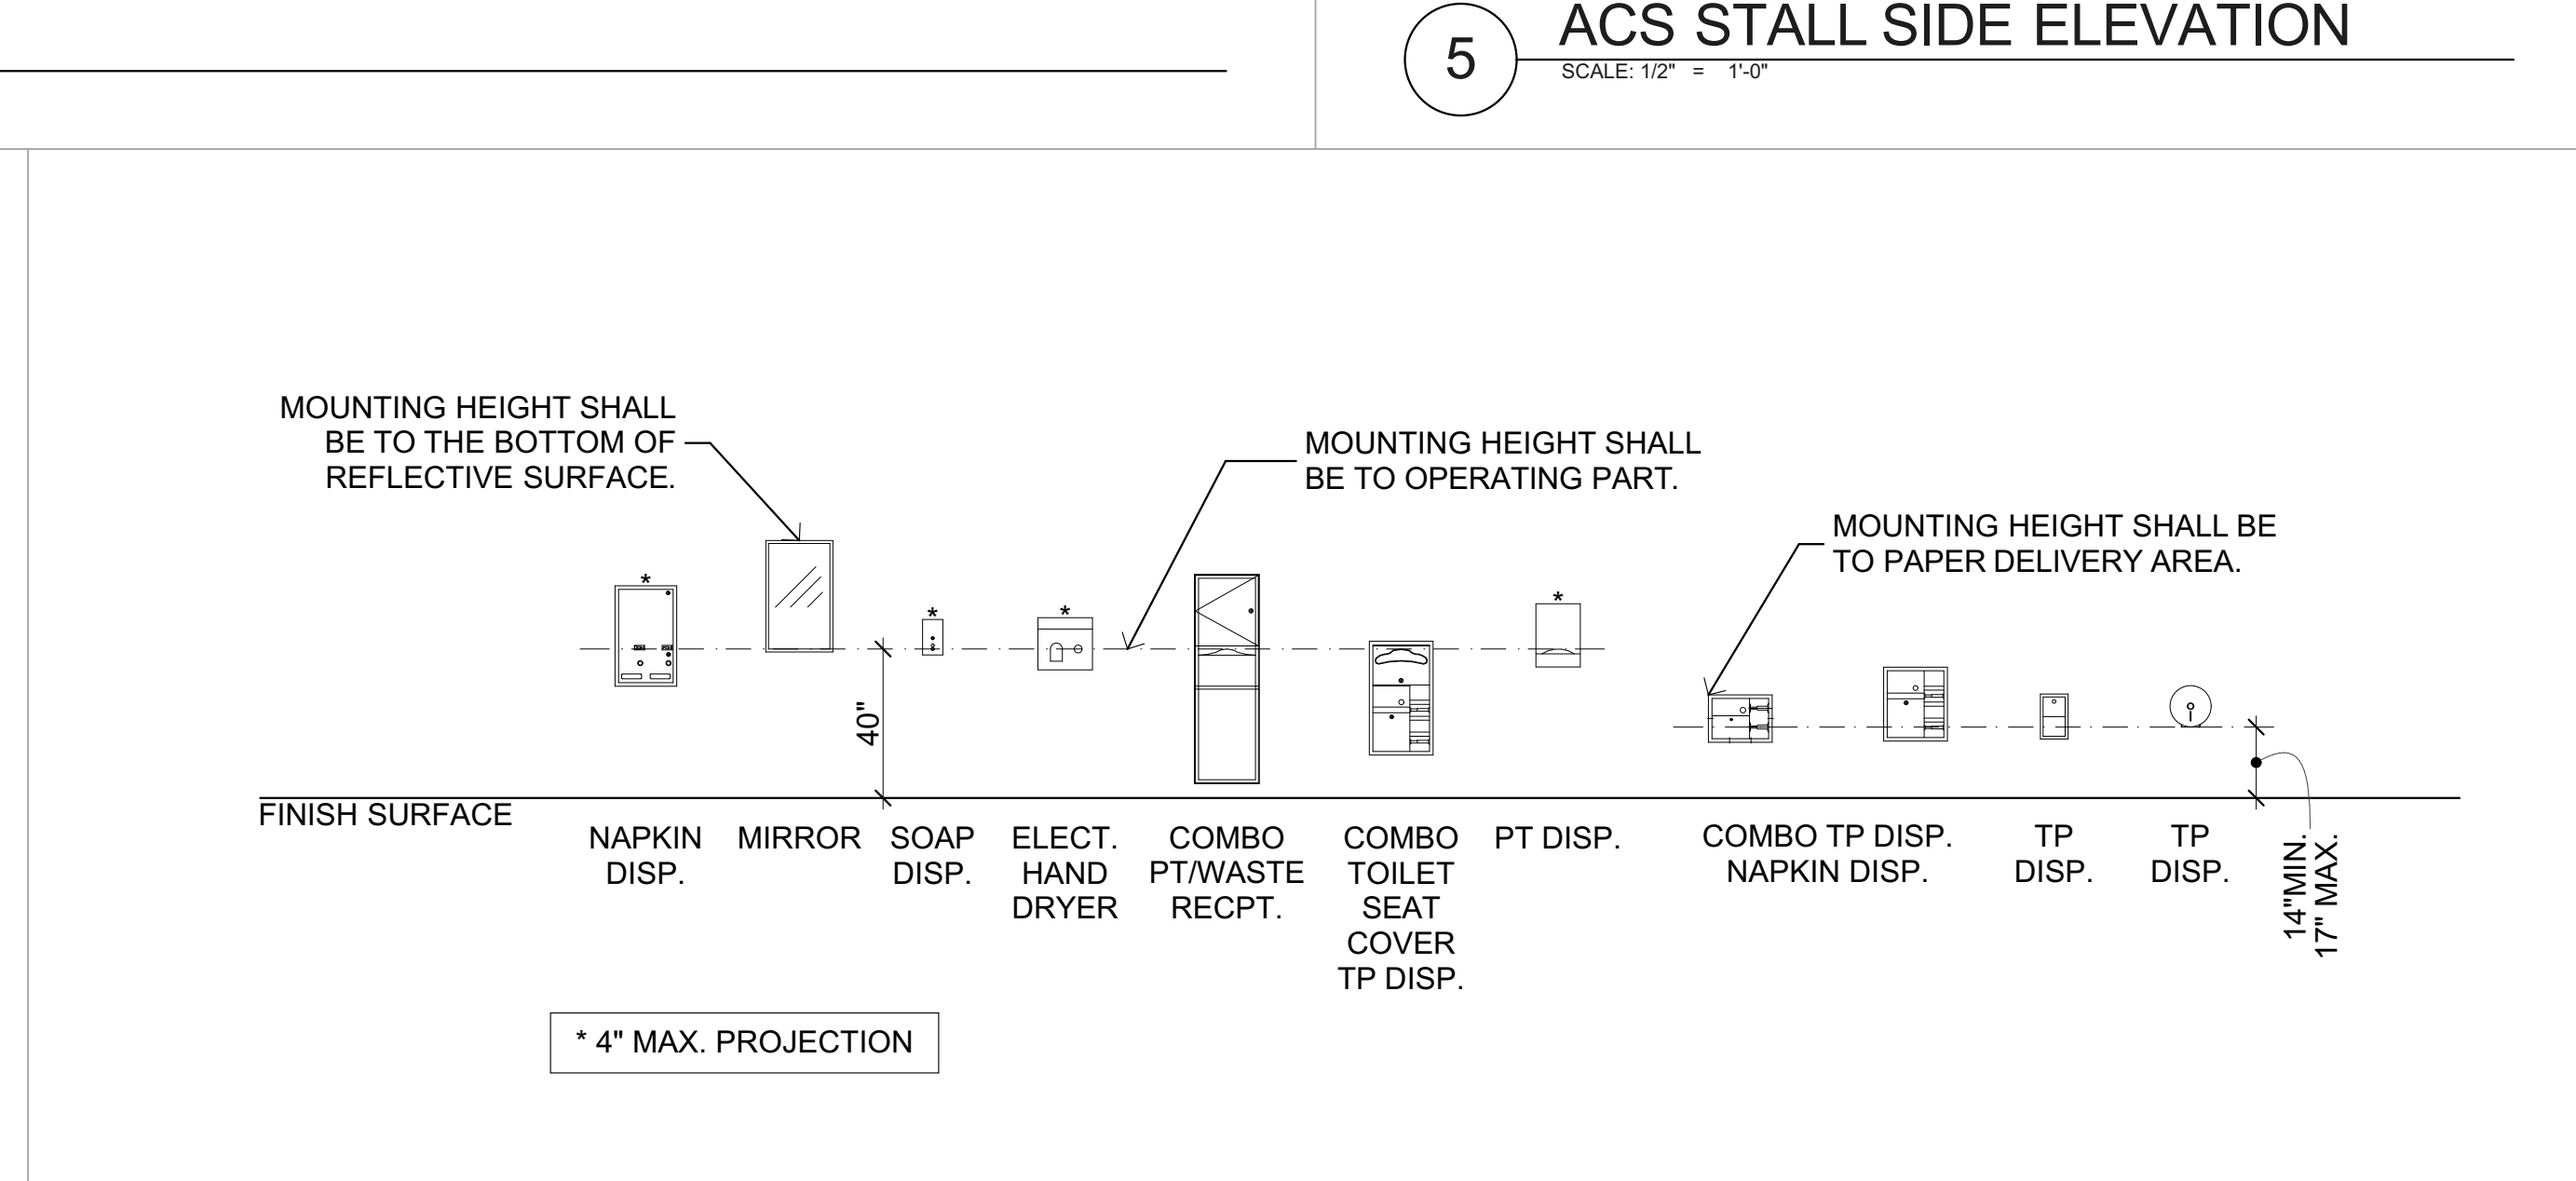 5
ACS STALL SIDE ELEVATION
SCALE: 1/2" = 1'-0"
MOUNTING HEIGHT SHALL
BE TO THE BOTTOM OF
REFLECTIVE SURFACE.
MOUNTING HEIGHT SHALL
BE TO OPERATING PART.
MOUNTING HEIGHT SHALL BE
TO PAPER DELIVERY AREA.
*
*
*
*
40"
FINISH SURFACE
NAPKIN
DISP.
MIRROR
SOAP
DISP.
ELECT.
HAND
DRYER
COMBO
PT/WASTE
RECPT.
COMBO
TOILET
SEAT
COVER
TP DISP.
PT DISP.
COMBO TP DISP.
NAPKIN DISP.
TP
DISP.
TP
DISP.
14"MIN.
17" MAX.
* 4" MAX. PROJECTION